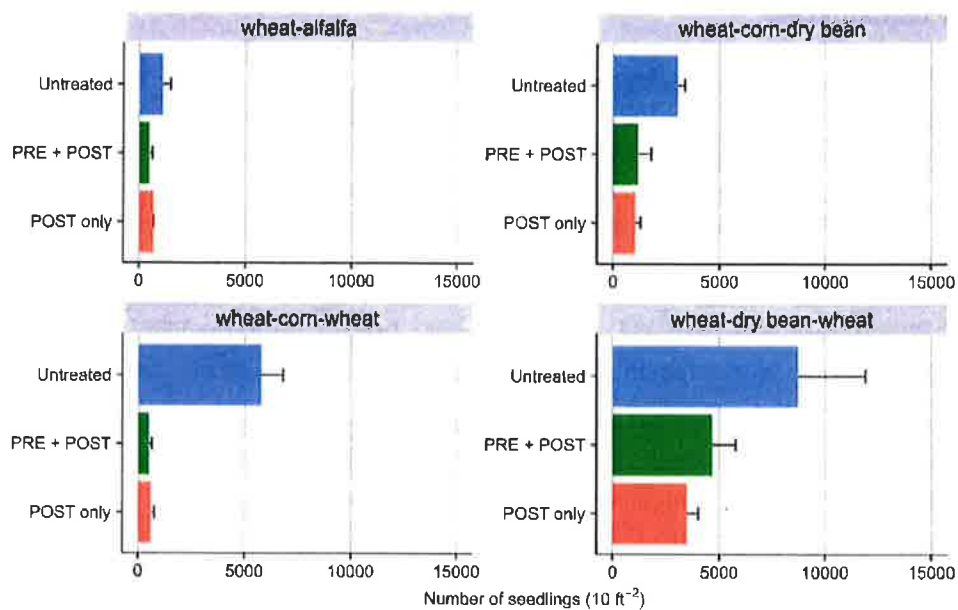 wheat-alfalfa
Untreated
PRE + POST
POST only
0 5000 10000 15000
wheat-corn-dry bean
Untreated
PRE + POST
POST only
0 5000 10000 15000
wheat-corn-wheat
Untreated
PRE + POST
POST only
0 5000 10000 15000
wheat-dry bean-wheat
Untreated
PRE + POST
POST only
0 5000 10000 15000
Number of seedlings (10 ft⁻²)